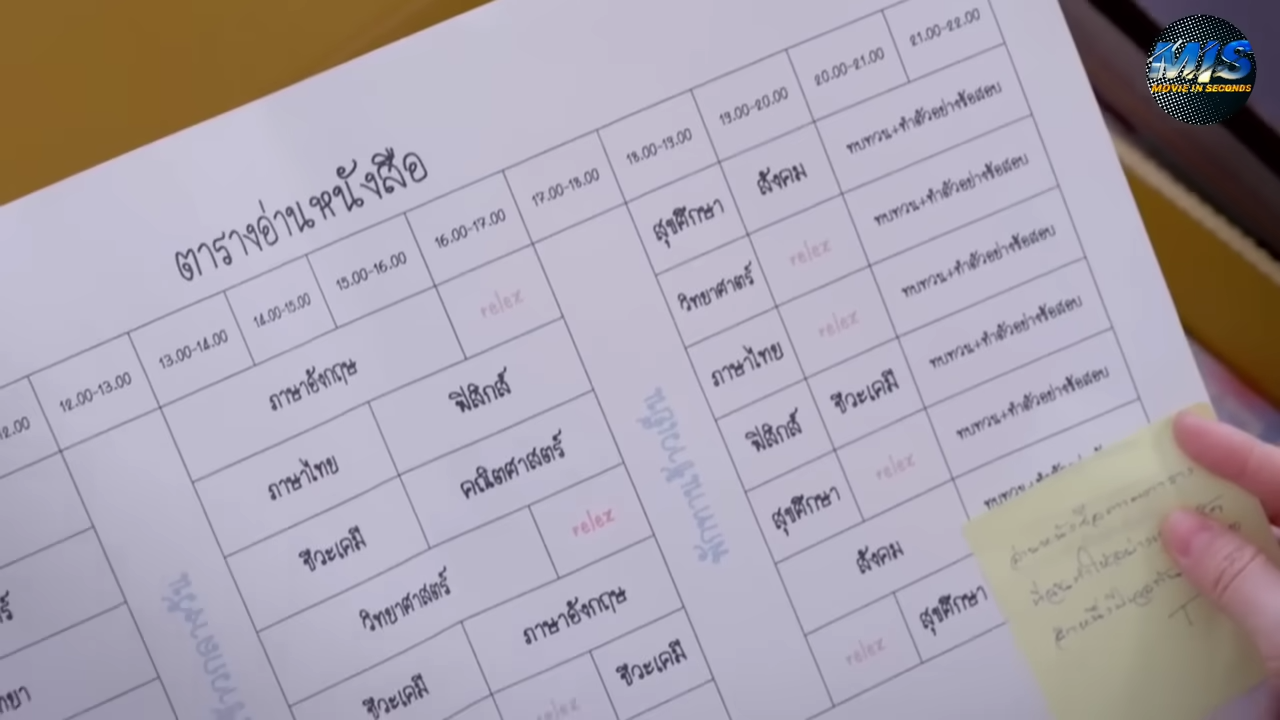 MIS
MOVIE IN SECONDS
ตารางอ่านหนังสือ
12.00
12.00-13.00
13.00-14.00
14.00-15.00
15.00-16.00
16.00-17.00
17.00-18.00
18.00-19.00
19.00-20.00
20.00-21.00
21.00-22.00
ภาษาอังกฤษ relex สุขศึกษา สังคม ทบทวน+ทำตัวอย่างข้อสอบ
ภาษาไทย ฟิสิกส์ วิทยาศาตร์ relex ทบทวน+ทำตัวอย่างข้อสอบ
ชีวะเคมี คณิตศาสตร์ ภาษาไทย relex ทบทวน+ทำตัวอย่างข้อสอบ
วิทยาศาสตร์ relex ฟิสิกส์ ชีวะเคมี ทบทวน+ทำตัวอย่างข้อสอบ
ชีวะเคมี ภาษาอังกฤษ สุขศึกษา relex ทบทวน+ทำตัวอย่างข้อสอบ
relex ชีวะเคมี สังคม
relex สุขศึกษา